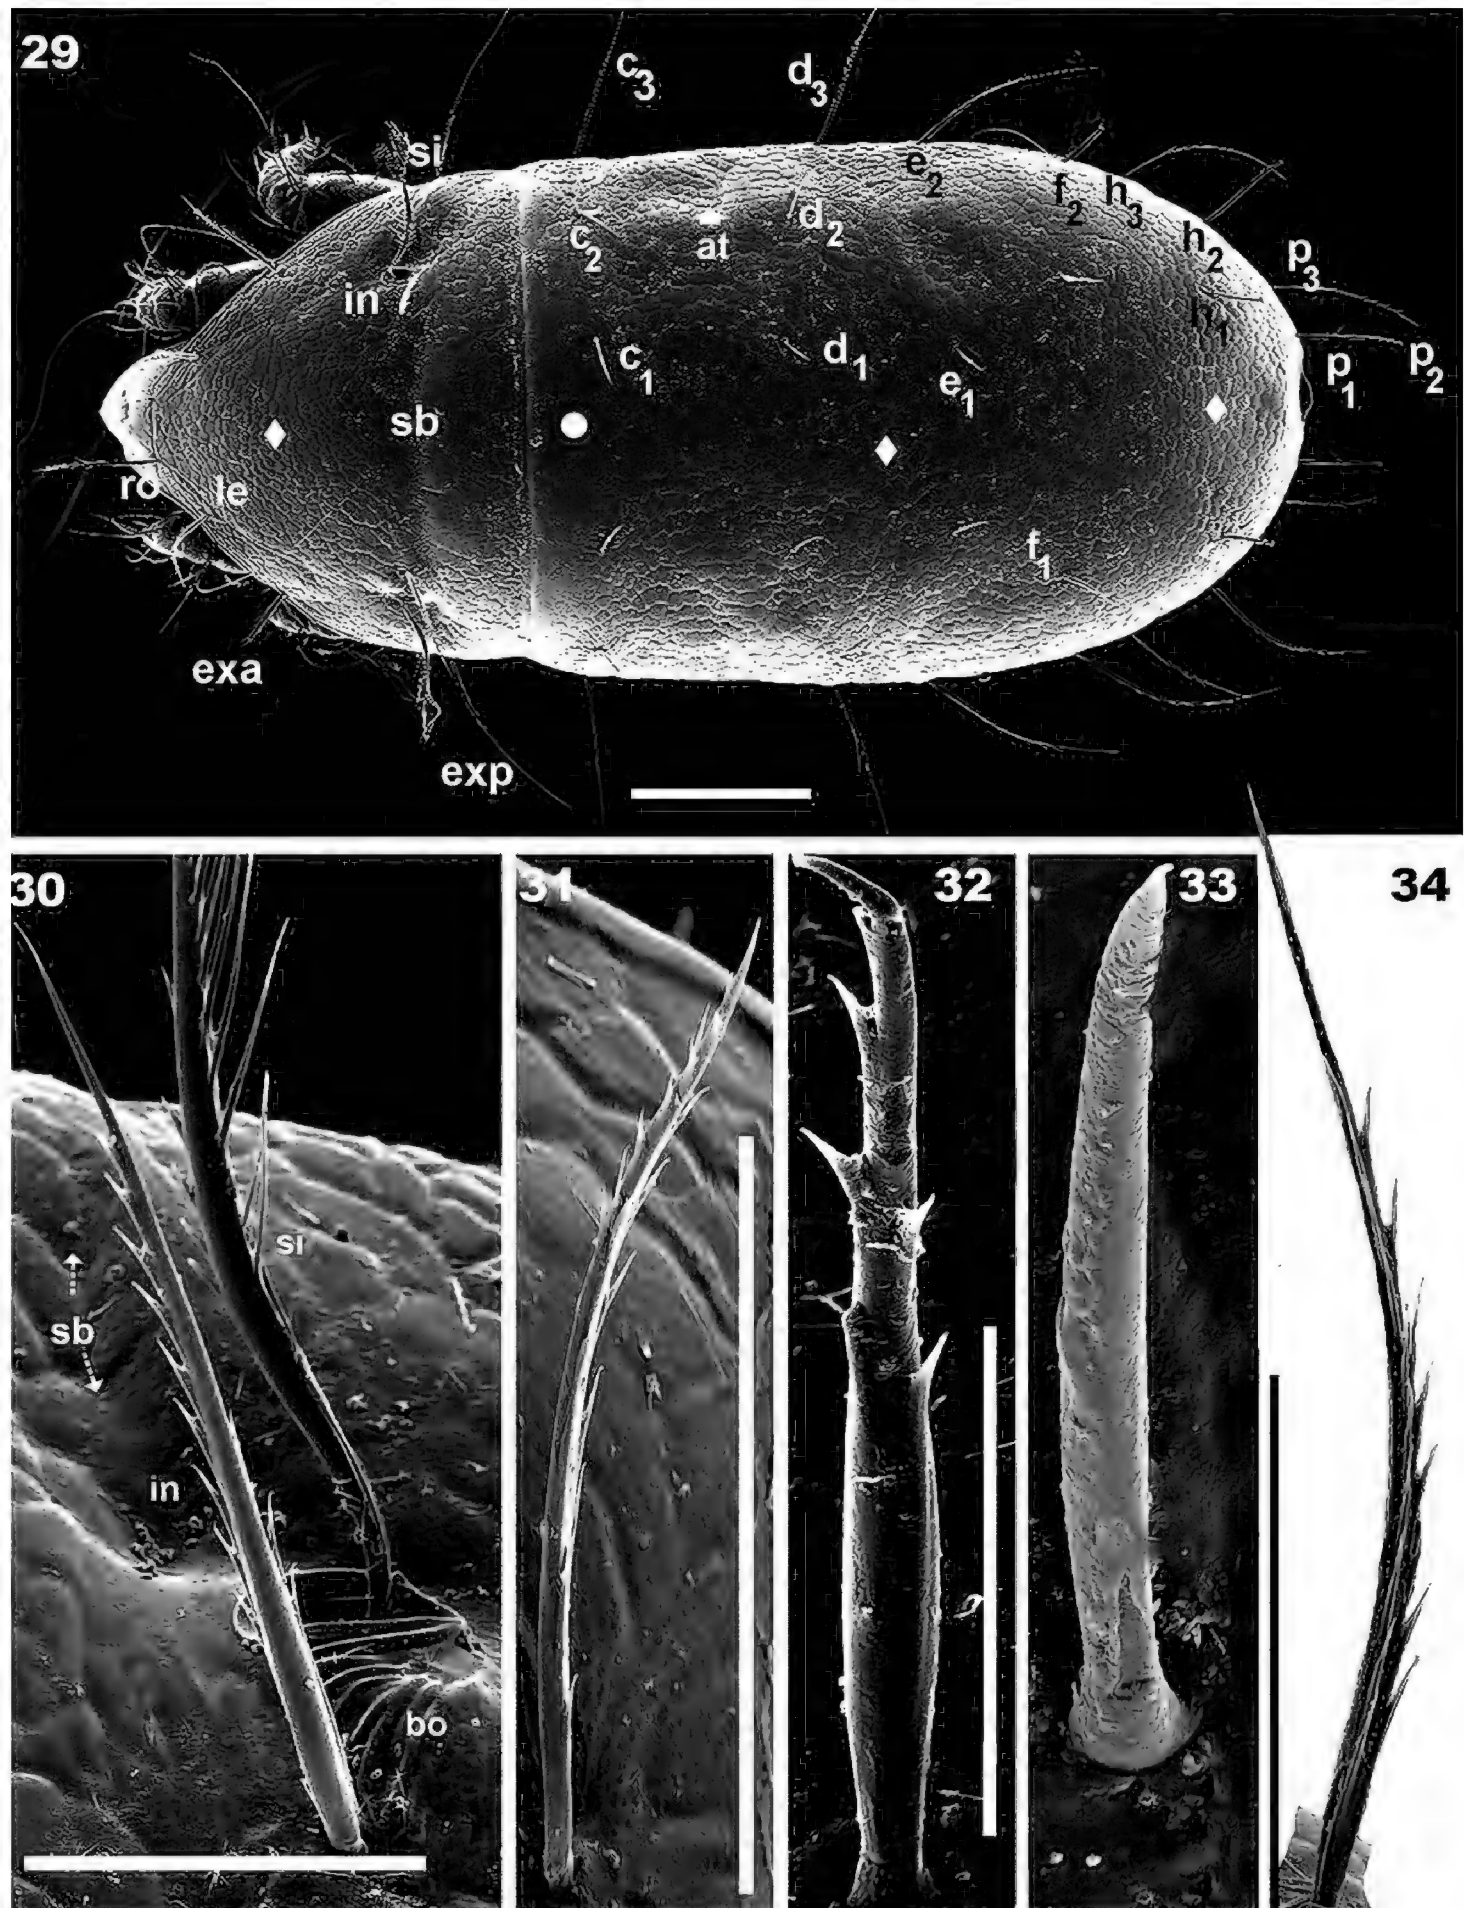 29
c3
d3
si
e2
f2
h3
c2
at
d2
h2
p3
in
h1
c1
d1
e1
p1
p2
sb
ro
le
f1
exa
exp
30
31
32
33
34
si
sb
in
bo